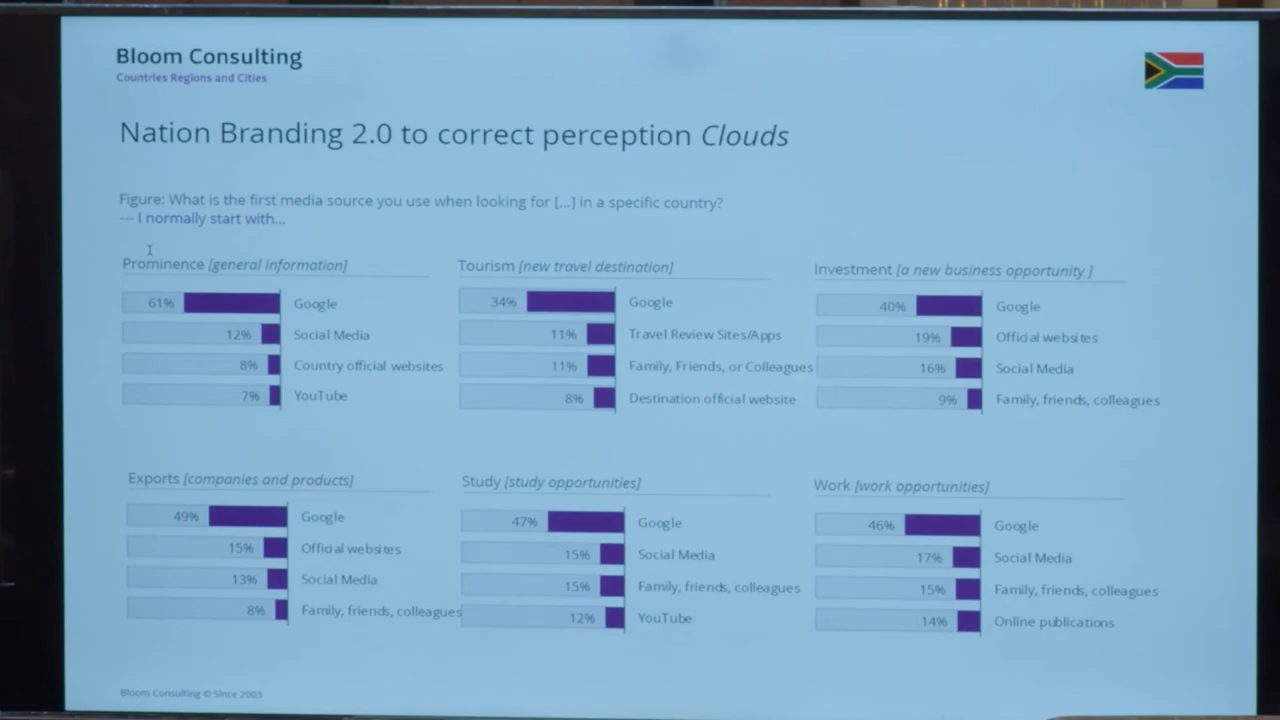 Bloom Consulting
Countries Regions and Cities
Nation Branding 2.0 to correct perception Clouds
Figure: What is the first media source you use when looking for [...] in a specific country?
--- I normally start with...
Prominence [general information]
61% Google
12% Social Media
8% Country official websites
7% YouTube
Tourism [new travel destination]
34% Google
11% Travel Review Sites/Apps
11% Family, Friends, or Colleagues
8% Destination official website
Investment [a new business opportunity ]
40% Google
19% Official websites
16% Social Media
9% Family, friends, colleagues
Exports [companies and products]
49% Google
15% Official websites
13% Social Media
8% Family, friends, colleagues
Study [study opportunities]
47% Google
15% Social Media
15% Family, friends, colleagues
12% YouTube
Work [work opportunities]
46% Google
17% Social Media
15% Family, friends, colleagues
14% Online publications
Bloom Consulting © Since 2003